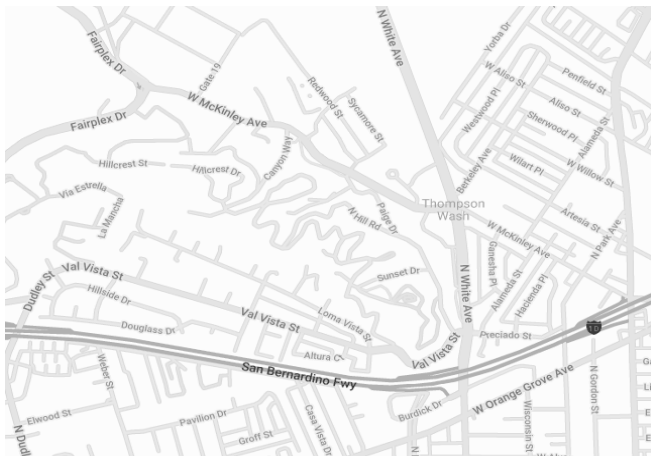 Fairplex Dr
Gate 19
N White Ave
Yorba Dr
W Aliso St
Penfield St
Redwood St
Sycamore St
W McKinley Ave
Westwood Pl
Aliso St
Sherwood Pl
Alameda St
Fairplex Dr
Canyon Way
Berkeley Ave
Willart Pl
W Willow St
Hillcrest St
Hillcrest Dr
Via Estrella
La Mancha
N Hill Rd
Paige Dr
Thompson
Wash
W McKinley Ave
Artesia St
N Park Ave
Dudley St
Val Vista St
Sunset Dr
Ganesha Pl
N White Ave
Alameda St
Hacienda Pl
Hillside Dr
Douglass Dr
Val Vista St
Loma Vista St
Altura Ct
Val Vista St
Preciado St
10
San Bernardino Fwy
Weber St
Burdick Dr
W Orange Grove Ave
N Gordon St
Elwood St
Pavilion Dr
Casa Vista Dr
Wisconsin St
N Dudl
Groff St